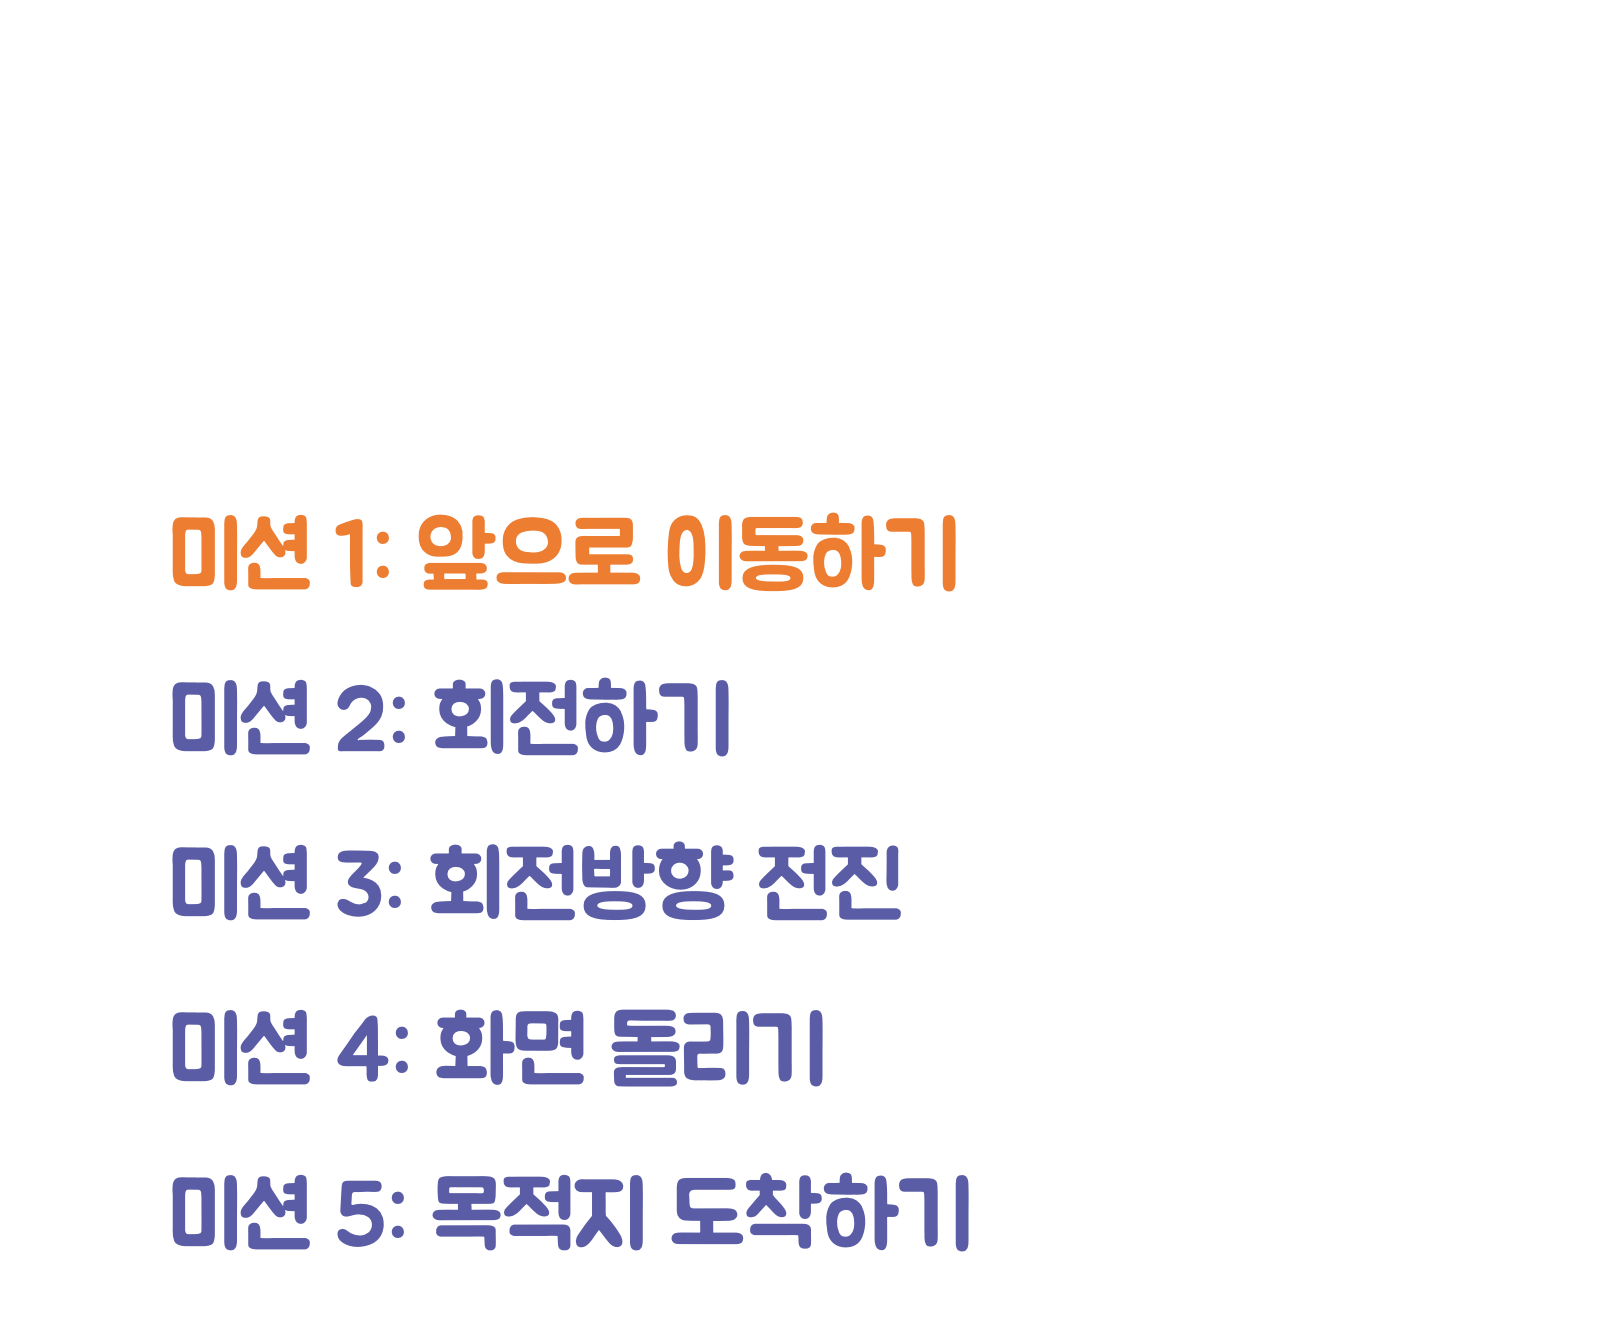 미션 1: 앞으로 이동하기
미션 2: 회전하기
미션 3: 회전방향 전진
미션 4: 화면 돌리기
미션 5: 목적지 도착하기